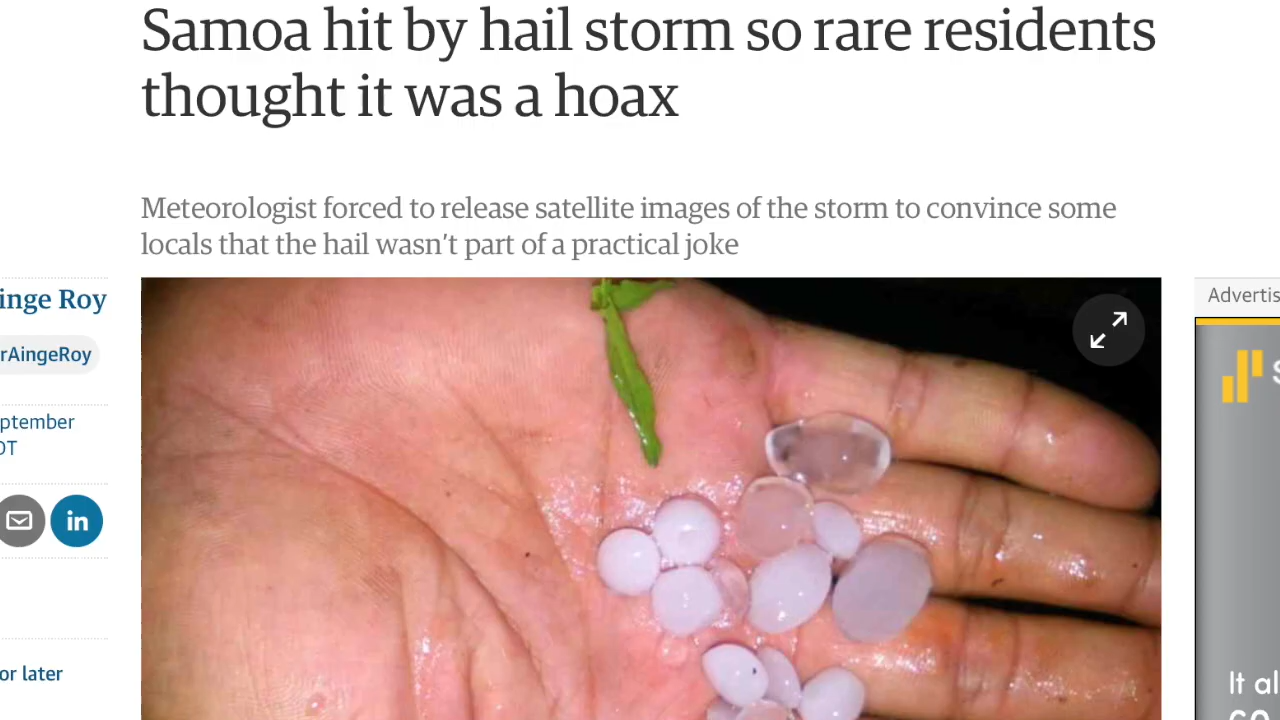 Samoa hit by hail storm so rare residents
thought it was a hoax
Meteorologist forced to release satellite images of the storm to convince some
locals that the hail wasn't part of a practical joke
inge Roy
rAingeRoy
ptember
DT
in
or later
Advertis
S
It al